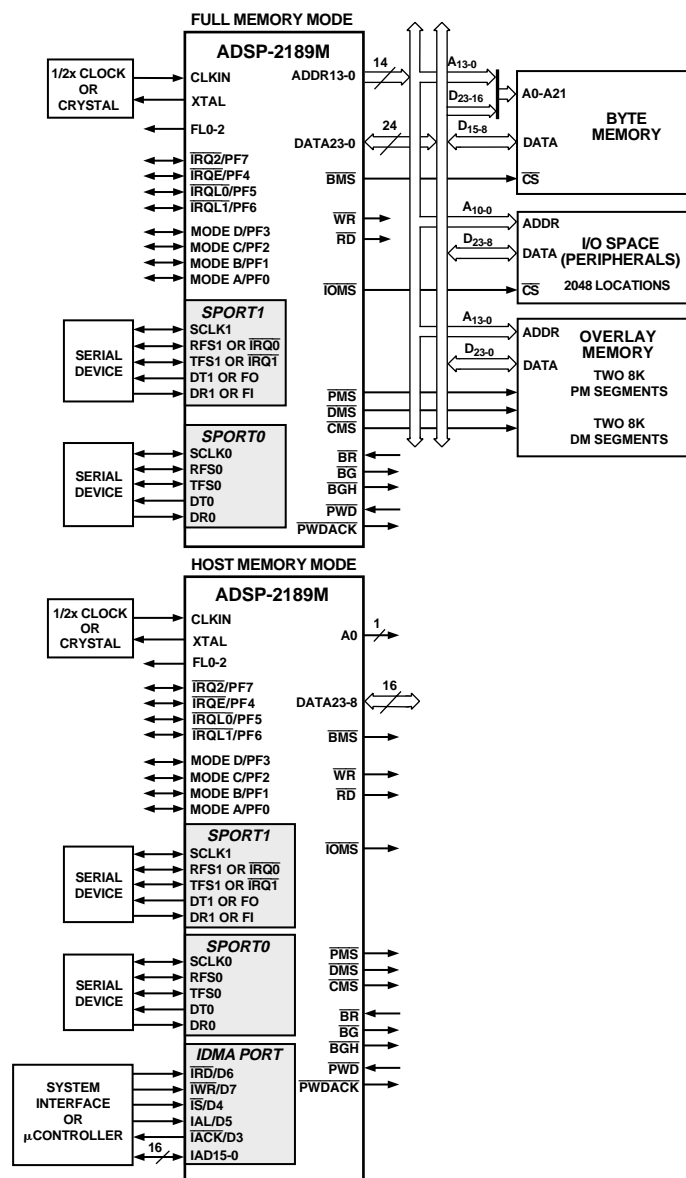 FULL MEMORY MODE
ADSP-2189M
1/2x CLOCK
OR
CRYSTAL
CLKIN
XTAL
FL0-2
IRQ2/PF7
IRQE/PF4
IRQL0/PF5
IRQL1/PF6
MODE D/PF3
MODE C/PF2
MODE B/PF1
MODE A/PF0
SPORT1
SCLK1
RFS1 OR IRQ0
TFS1 OR IRQ1
DT1 OR FO
DR1 OR FI
SERIAL
DEVICE
SPORT0
SCLK0
RFS0
TFS0
DT0
DR0
SERIAL
DEVICE
ADDR13-0
14
DATA23-0
24
BMS
WR
RD
IOMS
PMS
DMS
CMS
BR
BG
BGH
PWD
PWDACK
A13-0
D23-16
D15-8
A0-A21
BYTE
MEMORY
DATA
CS
A10-0
D23-8
ADDR
I/O SPACE
DATA
(PERIPHERALS)
2048 LOCATIONS
CS
A13-0
D23-0
ADDR
OVERLAY
MEMORY
DATA
TWO 8K
PM SEGMENTS
TWO 8K
DM SEGMENTS
HOST MEMORY MODE
ADSP-2189M
1/2x CLOCK
OR
CRYSTAL
CLKIN
XTAL
FL0-2
IRQ2/PF7
IRQE/PF4
IRQL0/PF5
IRQL1/PF6
MODE D/PF3
MODE C/PF2
MODE B/PF1
MODE A/PF0
SPORT1
SCLK1
RFS1 OR IRQ0
TFS1 OR IRQ1
DT1 OR FO
DR1 OR FI
SERIAL
DEVICE
SPORT0
SCLK0
RFS0
TFS0
DT0
DR0
SERIAL
DEVICE
IDMA PORT
IRD/D6
IWR/D7
IS/D4
IAL/D5
IACK/D3
IAD15-0
16
SYSTEM
INTERFACE
OR
µCONTROLLER
A0
1
DATA23-8
16
BMS
WR
RD
IOMS
PMS
DMS
CMS
BR
BG
BGH
PWD
PWDACK